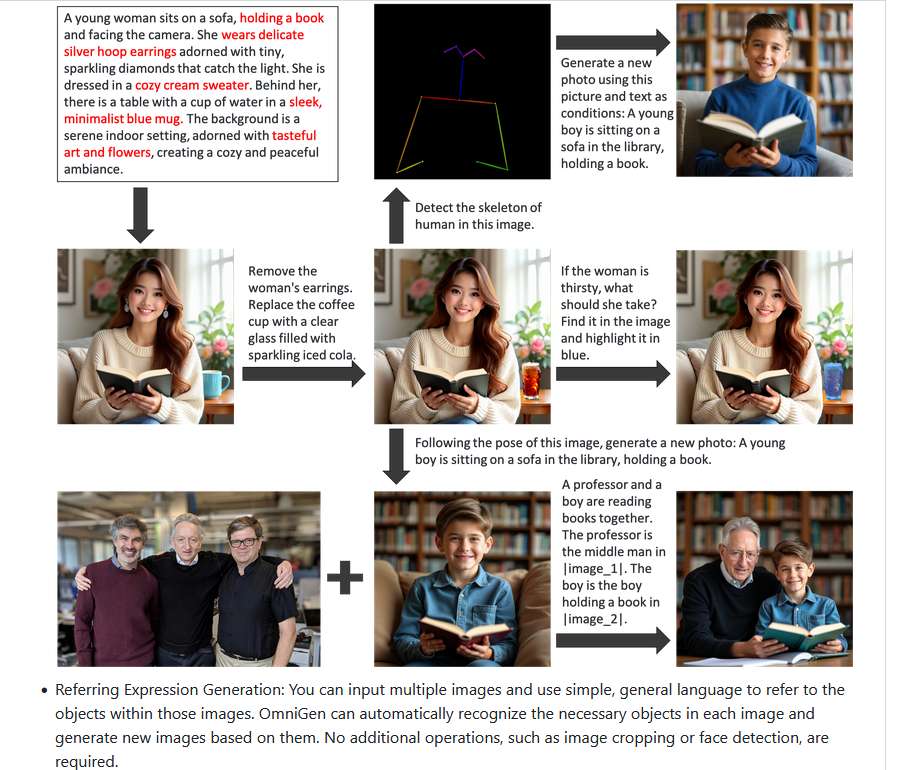 A young woman sits on a sofa, holding a book
and facing the camera. She wears delicate
silver hoop earrings adorned with tiny,
sparkling diamonds that catch the light. She is
dressed in a cozy cream sweater. Behind her,
there is a table with a cup of water in a sleek,
minimalist blue mug. The background is a
serene indoor setting, adorned with tasteful
art and flowers, creating a cozy and peaceful
ambiance.
Generate a new
photo using this
picture and text as
conditions: A young
boy is sitting on a
sofa in the library,
holding a book.
Detect the skeleton of
human in this image.
Remove the
woman's earrings.
Replace the coffee
cup with a clear
glass filled with
sparkling iced cola.
If the woman is
thirsty, what
should she take?
Find it in the image
and highlight it in
blue.
Following the pose of this image, generate a new photo: A young
boy is sitting on a sofa in the library, holding a book.
A professor and a
boy are reading
books together.
The professor is
the middle man in
|image_1|. The
boy is the boy
holding a book in
|image_2|.
• Referring Expression Generation: You can input multiple images and use simple, general language to refer to the
objects within those images. OmniGen can automatically recognize the necessary objects in each image and
generate new images based on them. No additional operations, such as image cropping or face detection, are
required.